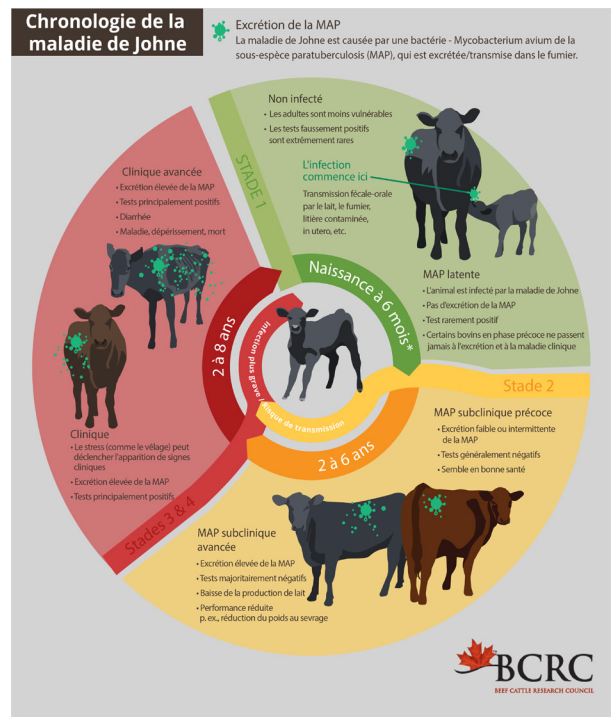 Chronologie de la
maladie de Johne
Excrétion de la MAP
La maladie de Johne est causée par une bactérie - Mycobacterium avium de la
sous-espèce paratuberculosis (MAP), qui est excrétée/transmise dans le fumier.
STADE 1
Non infecté
• Les adultes sont moins vulnérables
• Les tests faussement positifs
sont extrêmement rares
L'infection
commence ici
Transmission fécale-orale
par le lait, le fumier,
litière contaminée,
in utero, etc.
MAP latente
• L'animal est infecté par la maladie de Johne
• Pas d'excrétion de la MAP
• Test rarement positif
• Certains bovins en phase précoce ne passent
jamais à l'excrétion et à la maladie clinique
Naissance à 6 mois*
Stade 2
MAP subclinique précoce
• Excrétion faible ou intermittente
de la MAP
• Tests généralement négatifs
• Semble en bonne santé
2 à 6 ans
MAP subclinique
avancée
• Excrétion élevée de la MAP
• Tests majoritairement négatifs
• Baisse de la production de lait
• Performance réduite
p. ex., réduction du poids au sevrage
Stades 3 & 4
Clinique
• Le stress (comme le vélage) peut
déclencher l'apparition de signes
cliniques
• Excrétion élevée de la MAP
• Tests principalement positifs
Clinique avancée
• Excrétion élevée de la MAP
• Tests principalement positifs
• Diarrhée
• Maladie, dépérissement, mort
2 à 8 ans
Infection plus grave
risque de transmission
BCRC
BEEF CATTLE RESEARCH COUNCIL